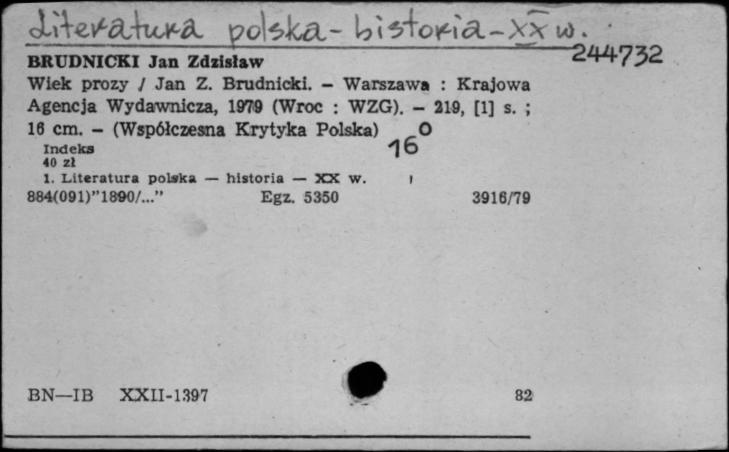 Literatura polska - historia - XX w.
244732
BRUDNICKI Jan Zdzisław
Wiek prozy / Jan Z. Brudnicki. – Warszawa : Krajowa
Agencja Wydawnicza, 1979 (Wroc : WZG). – 219, [1] s. ;
16 cm. – (Współczesna Krytyka Polska)
16°
Indeks
40 zł
1. Literatura polska — historia — XX w.
884(091)"1890/..." Egz. 5350 3916/79
BN—IB XXII-1397 82